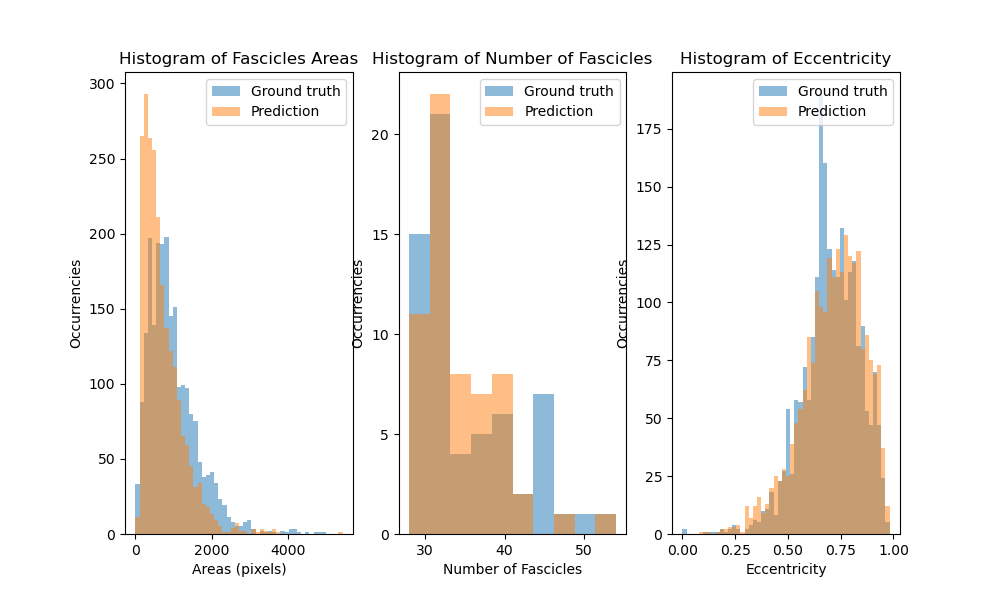 Histogram of Fascicles Areas
300
250
200
150
100
50
0
Occurrencies
0
2000
4000
Areas (pixels)
Ground truth
Prediction
Histogram of Number of Fascicles
20
15
10
5
0
Occurrencies
30
40
50
Number of Fascicles
Ground truth
Prediction
Histogram of Eccentricity
175
150
125
100
75
50
25
0
Occurrencies
0.00
0.25
0.50
0.75
1.00
Eccentricity
Ground truth
Prediction